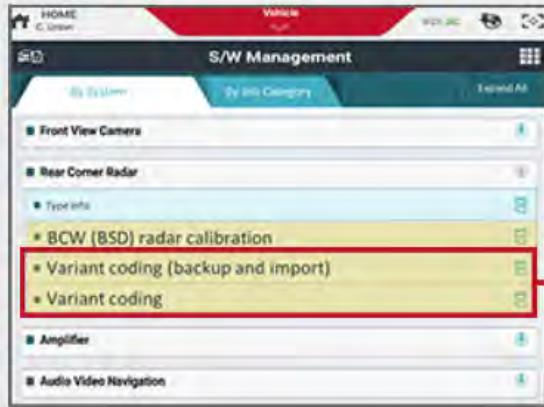 HOME
Vehicle
S/W Management
By System
By Info Category
Expand All
Front View Camera
Rear Corner Radar
Type info
BCW (BSD) radar calibration
Variant coding (backup and import)
Variant coding
Amplifier
Audio Video Navigation